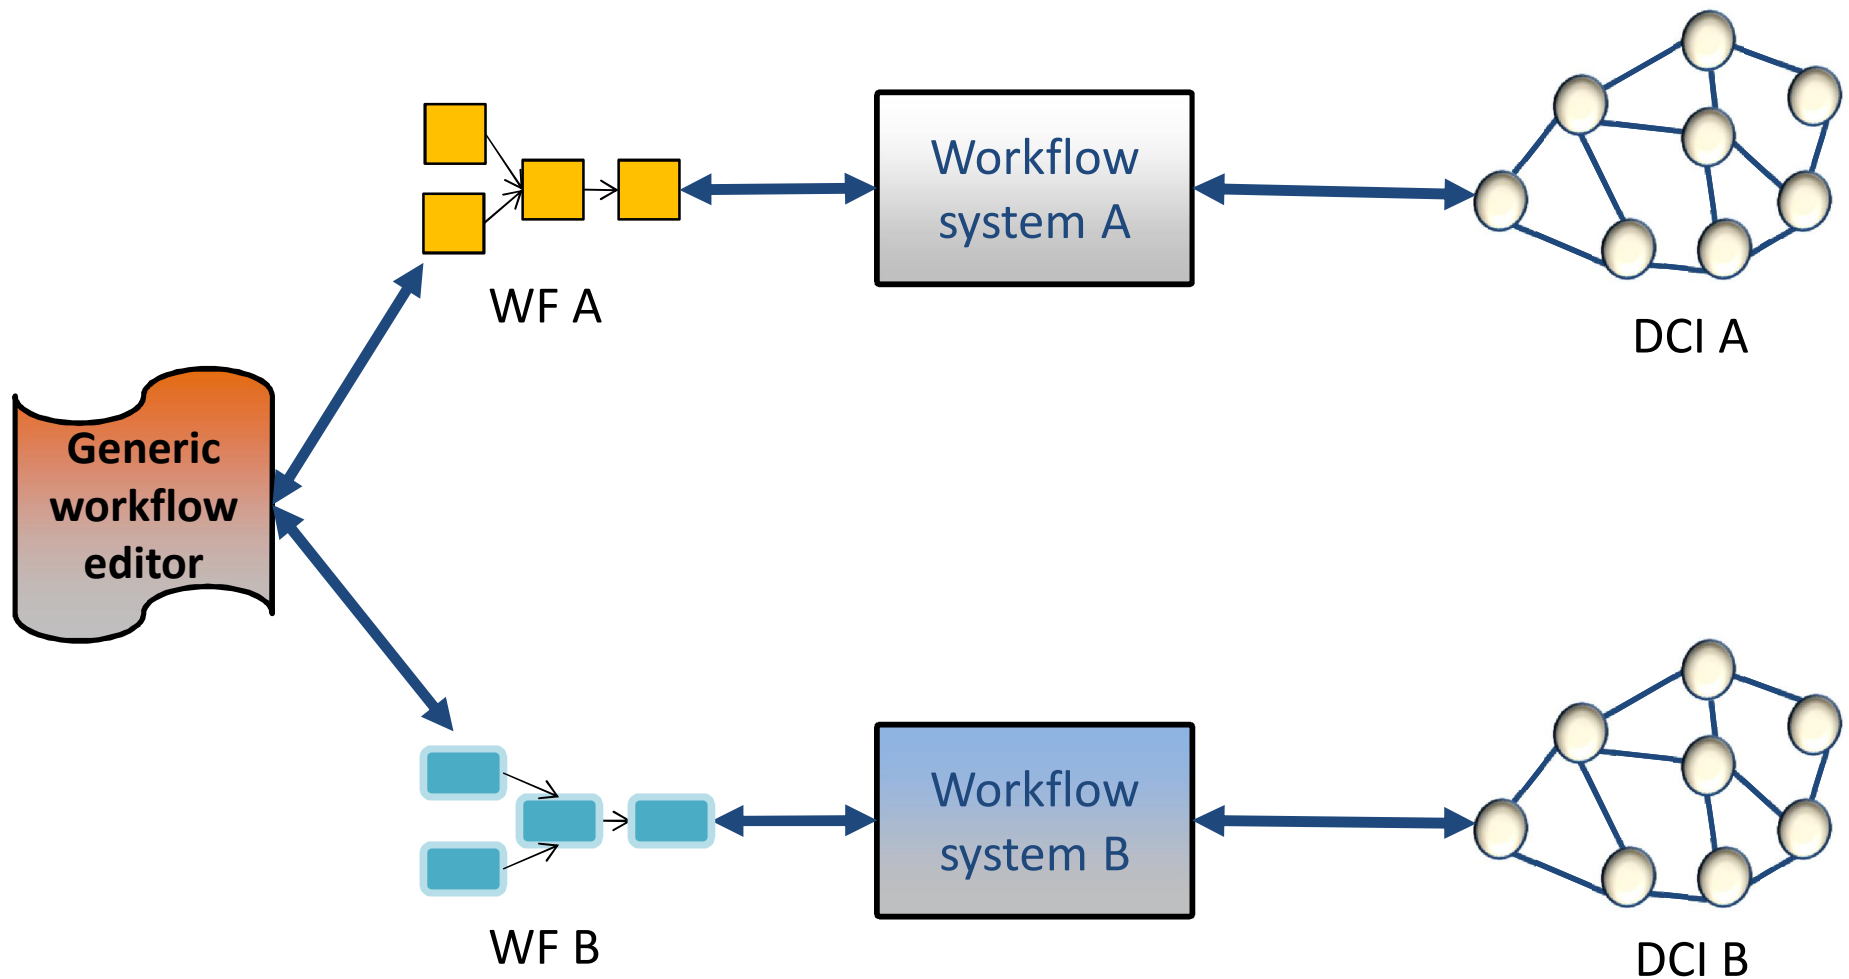 Workflow
system A
WF A
DCI A
Generic
workflow
editor
Workflow
system B
WF B
DCI B